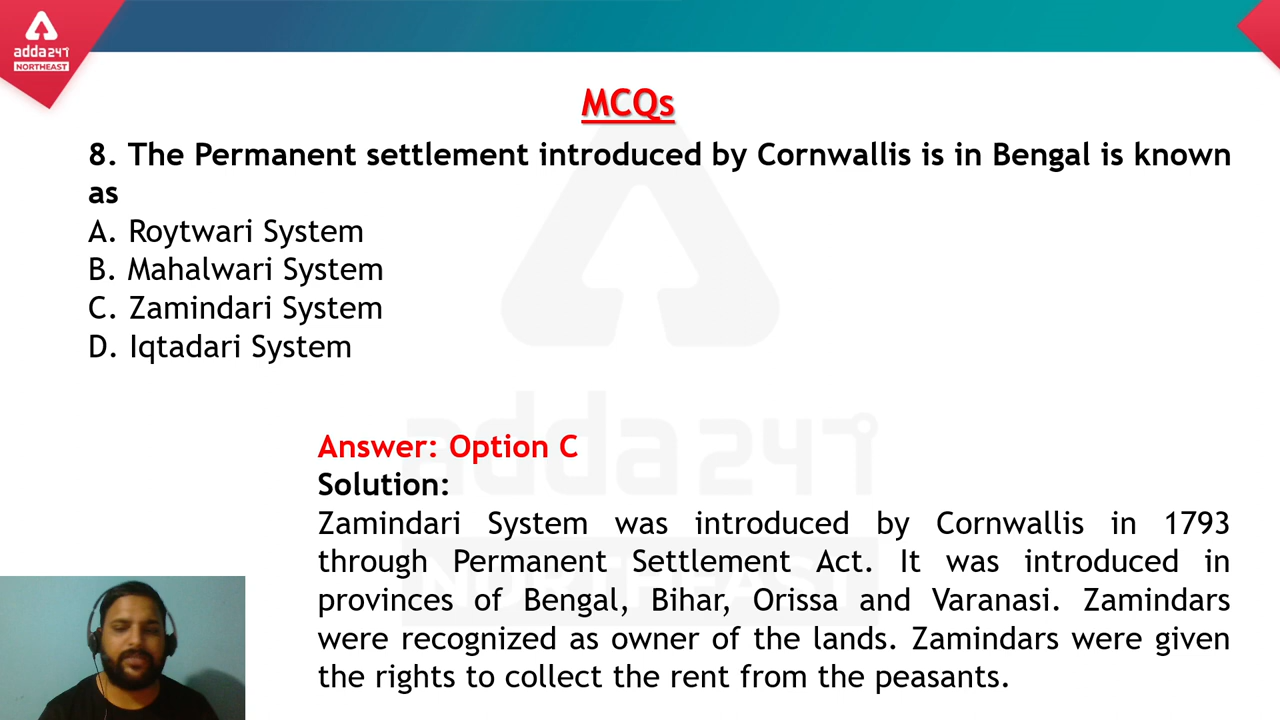 adda247
NORTHEAST
MCQs
8. The Permanent settlement introduced by Cornwallis is in Bengal is known
as
A. Roytwari System
B. Mahalwari System
C. Zamindari System
D. Iqtadari System
adda247
NORTHEAST
Answer: Option C
Solution:
Zamindari System was introduced by Cornwallis in 1793
through Permanent Settlement Act. It was introduced in
provinces of Bengal, Bihar, Orissa and Varanasi. Zamindars
were recognized as owner of the lands. Zamindars were given
the rights to collect the rent from the peasants.